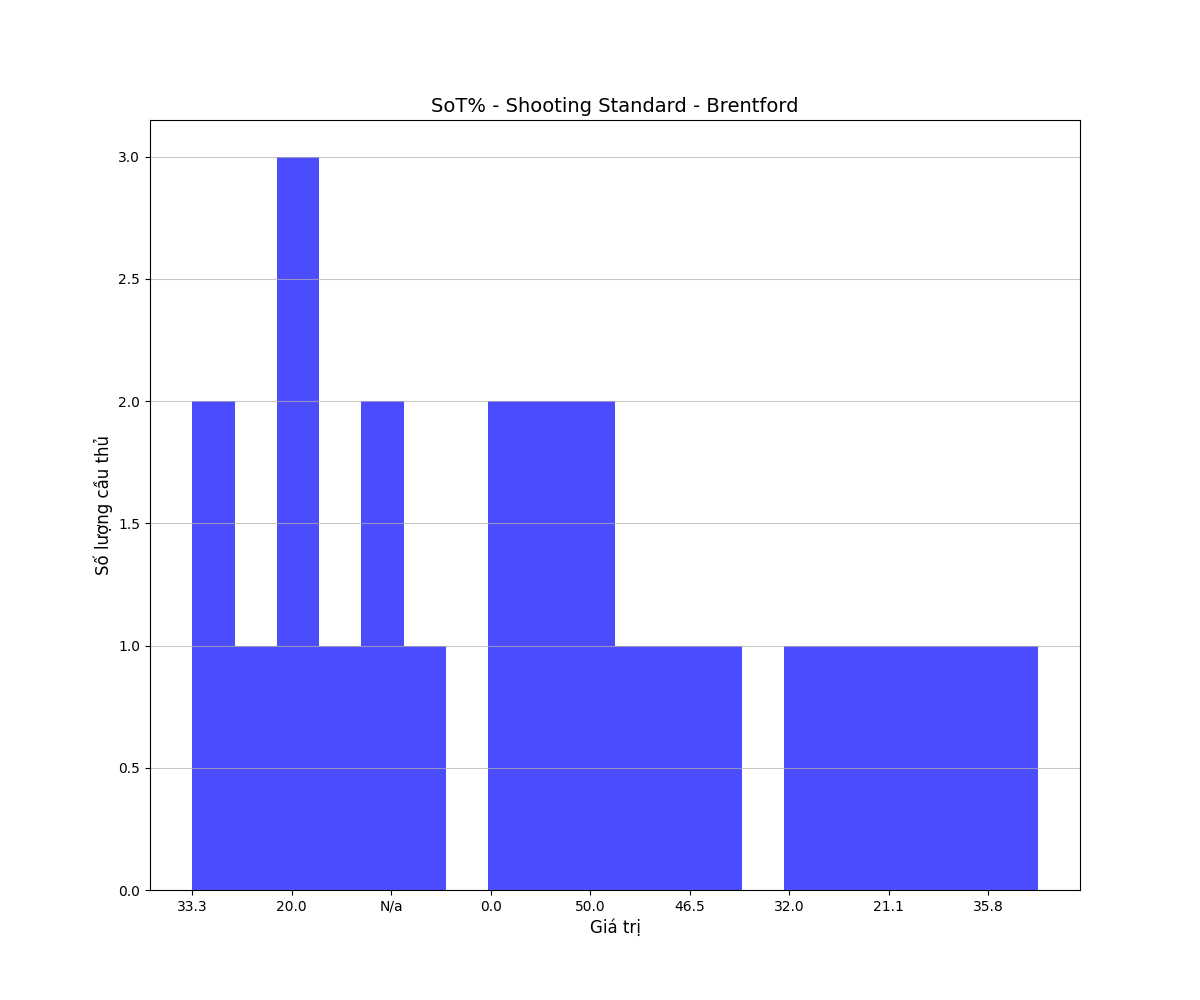 SoT% - Shooting Standard - Brentford
3.0
2.5
2.0
1.5
1.0
0.5
0.0
Số lượng cầu thủ
33.3 20.0 N/a 0.0 50.0 46.5 32.0 21.1 35.8
Giá trị